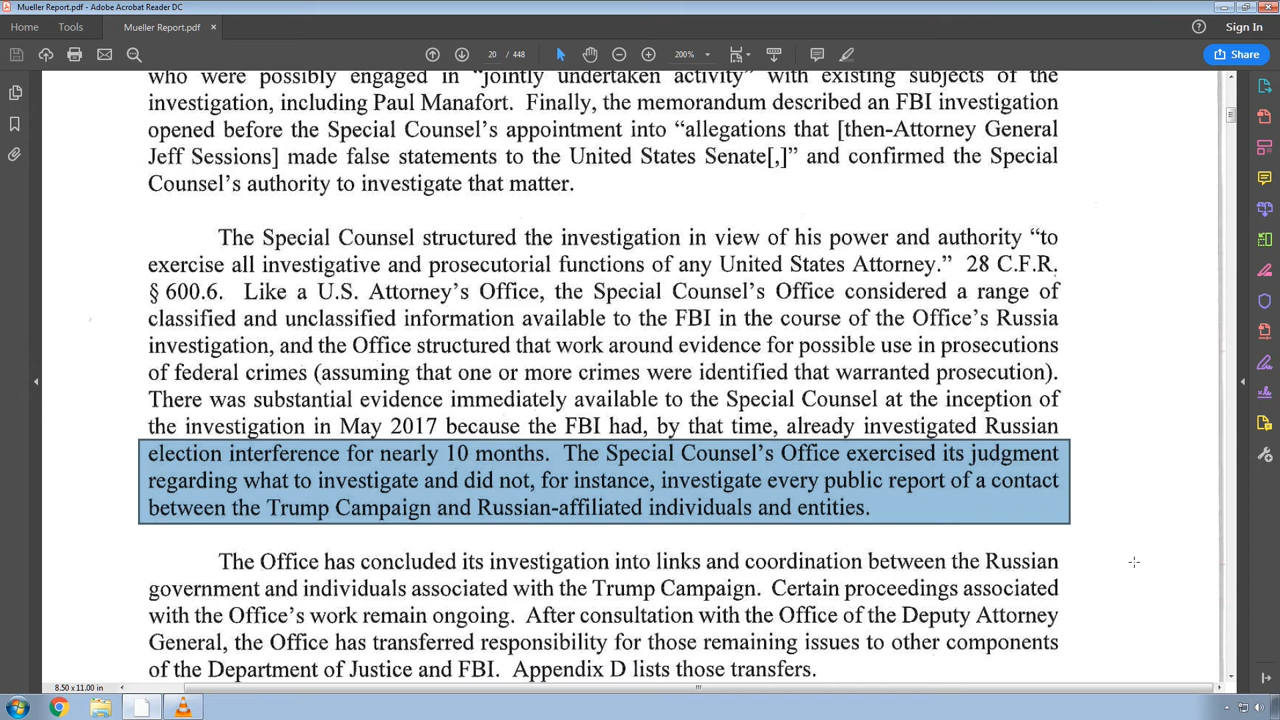 Mueller Report.pdf - Adobe Acrobat Reader DC
Home Tools Mueller Report.pdf × Sign In
20 / 448 200% Share
who were possibly engaged in “jointly undertaken activity” with existing subjects of the
investigation, including Paul Manafort. Finally, the memorandum described an FBI investigation
opened before the Special Counsel’s appointment into “allegations that [then-Attorney General
Jeff Sessions] made false statements to the United States Senate[,]” and confirmed the Special
Counsel’s authority to investigate that matter.
The Special Counsel structured the investigation in view of his power and authority “to
exercise all investigative and prosecutorial functions of any United States Attorney.” 28 C.F.R.
§ 600.6. Like a U.S. Attorney’s Office, the Special Counsel’s Office considered a range of
classified and unclassified information available to the FBI in the course of the Office’s Russia
investigation, and the Office structured that work around evidence for possible use in prosecutions
of federal crimes (assuming that one or more crimes were identified that warranted prosecution).
There was substantial evidence immediately available to the Special Counsel at the inception of
the investigation in May 2017 because the FBI had, by that time, already investigated Russian
election interference for nearly 10 months. The Special Counsel’s Office exercised its judgment
regarding what to investigate and did not, for instance, investigate every public report of a contact
between the Trump Campaign and Russian-affiliated individuals and entities.
The Office has concluded its investigation into links and coordination between the Russian
government and individuals associated with the Trump Campaign. Certain proceedings associated
with the Office’s work remain ongoing. After consultation with the Office of the Deputy Attorney
General, the Office has transferred responsibility for those remaining issues to other components
of the Department of Justice and FBI. Appendix D lists those transfers.
8.50 x 11.00 in